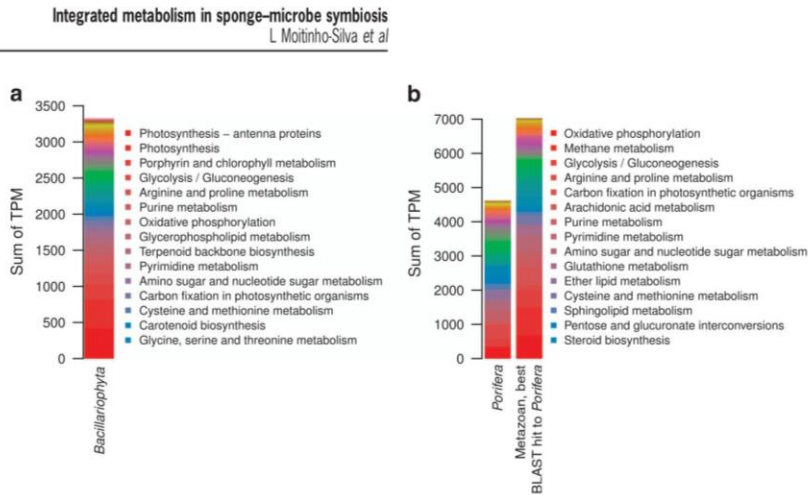 Integrated metabolism in sponge–microbe symbiosis
L Moitinho-Silva et al
a
3500
3000
2500
2000
1500
1000
500
0
Sum of TPM
Bacillariophyta
Photosynthesis – antenna proteins
Photosynthesis
Porphyrin and chlorophyll metabolism
Glycolysis / Gluconeogenesis
Arginine and proline metabolism
Purine metabolism
Oxidative phosphorylation
Glycerophospholipid metabolism
Terpenoid backbone biosynthesis
Pyrimidine metabolism
Amino sugar and nucleotide sugar metabolism
Carbon fixation in photosynthetic organisms
Cysteine and methionine metabolism
Carotenoid biosynthesis
Glycine, serine and threonine metabolism
b
7000
6000
5000
4000
3000
2000
1000
0
Sum of TPM
Porifera
Metazoan, best
BLAST hit to Porifera
Oxidative phosphorylation
Methane metabolism
Glycolysis / Gluconeogenesis
Arginine and proline metabolism
Carbon fixation in photosynthetic organisms
Arachidonic acid metabolism
Purine metabolism
Pyrimidine metabolism
Amino sugar and nucleotide sugar metabolism
Glutathione metabolism
Ether lipid metabolism
Cysteine and methionine metabolism
Sphingolipid metabolism
Pentose and glucuronate interconversions
Steroid biosynthesis